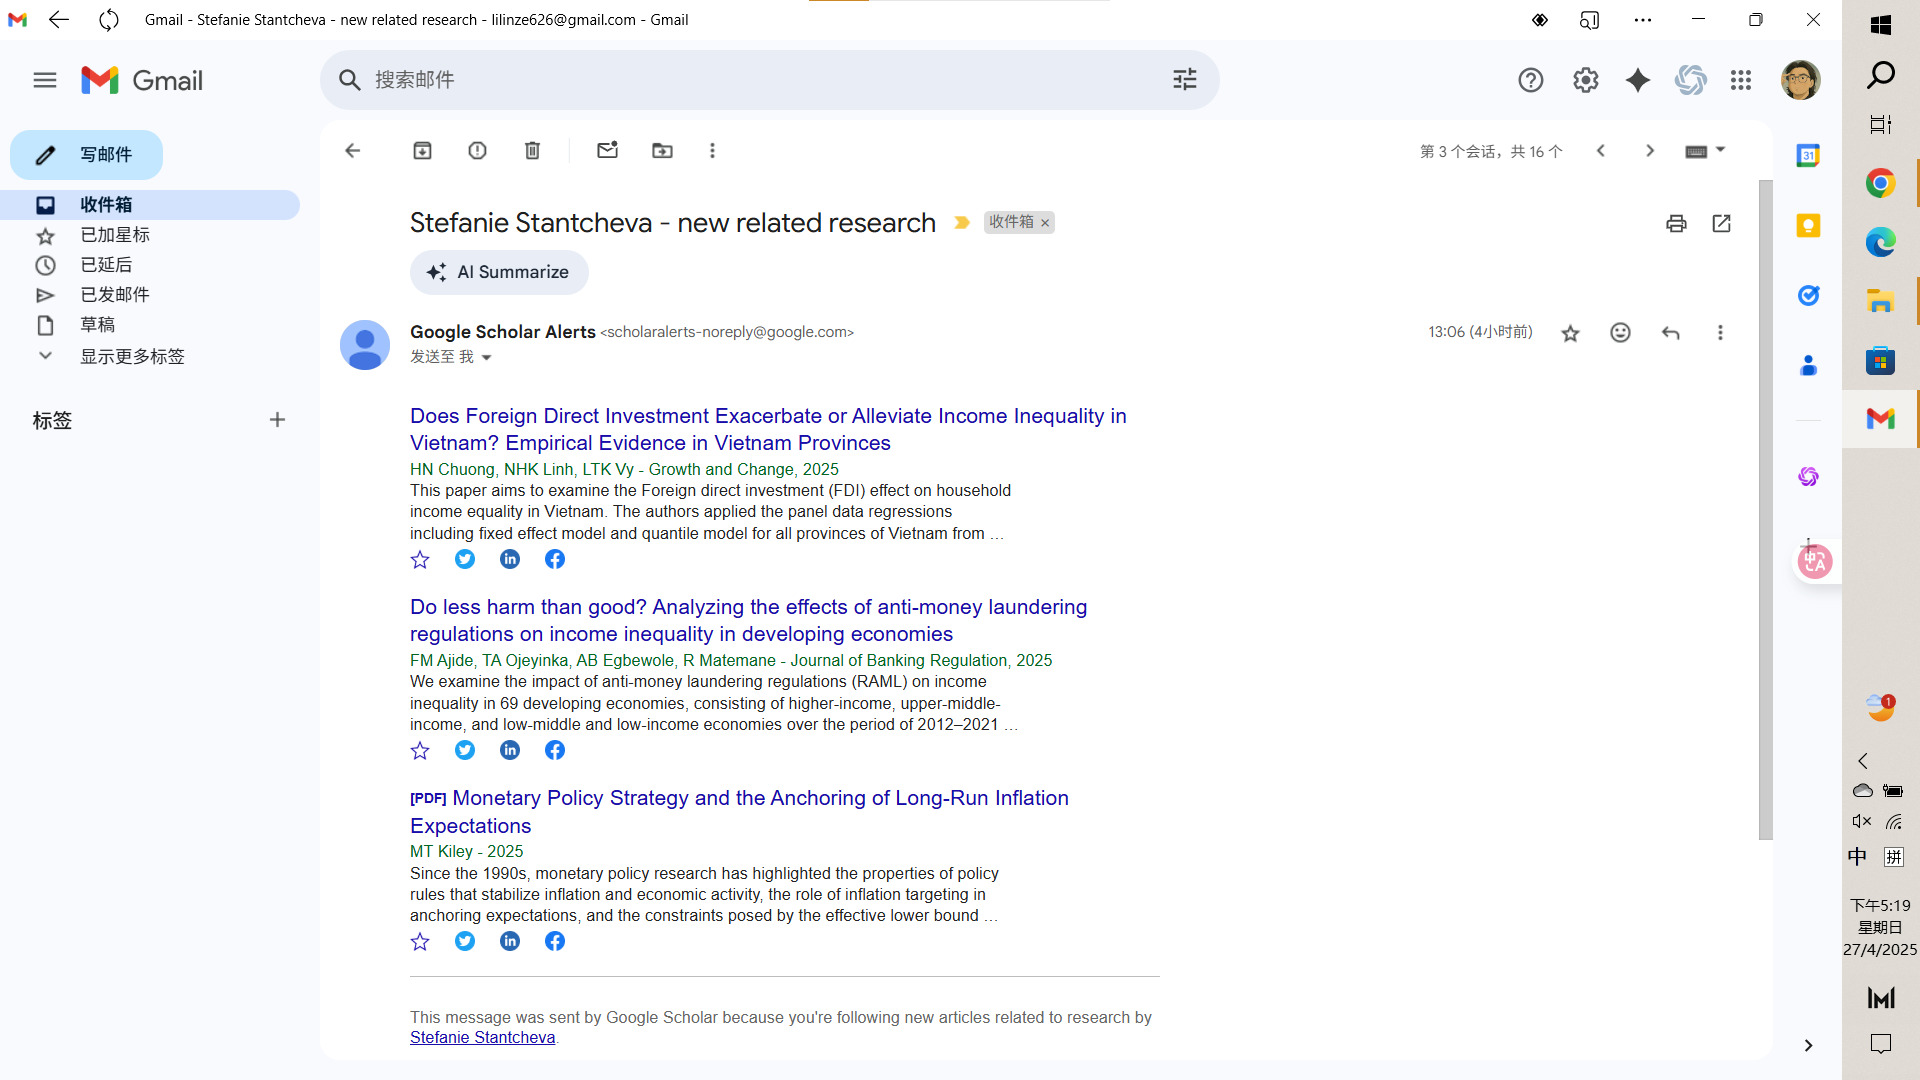 Gmail - Stefanie Stantcheva - new related research - lilinze626@gmail.com - Gmail
Gmail
搜索邮件
写邮件
收件箱
已加星标
已延后
已发邮件
草稿
显示更多标签
标签
第 3 个会话，共 16 个
Stefanie Stantcheva - new related research
收件箱 ×
AI Summarize
Google Scholar Alerts <scholaralerts-noreply@google.com>
13:06 (4小时前)
发送至 我
Does Foreign Direct Investment Exacerbate or Alleviate Income Inequality in
Vietnam? Empirical Evidence in Vietnam Provinces
HN Chuong, NHK Linh, LTK Vy - Growth and Change, 2025
This paper aims to examine the Foreign direct investment (FDI) effect on household
income equality in Vietnam. The authors applied the panel data regressions
including fixed effect model and quantile model for all provinces of Vietnam from …
Do less harm than good? Analyzing the effects of anti-money laundering
regulations on income inequality in developing economies
FM Ajide, TA Ojeyinka, AB Egbewole, R Matemane - Journal of Banking Regulation, 2025
We examine the impact of anti-money laundering regulations (RAML) on income
inequality in 69 developing economies, consisting of higher-income, upper-middle-
income, and low-middle and low-income economies over the period of 2012–2021 …
[PDF] Monetary Policy Strategy and the Anchoring of Long-Run Inflation
Expectations
MT Kiley - 2025
Since the 1990s, monetary policy research has highlighted the properties of policy
rules that stabilize inflation and economic activity, the role of inflation targeting in
anchoring expectations, and the constraints posed by the effective lower bound …
This message was sent by Google Scholar because you're following new articles related to research by
Stefanie Stantcheva.
31
1
中
拼
下午5:19
星期日
27/4/2025